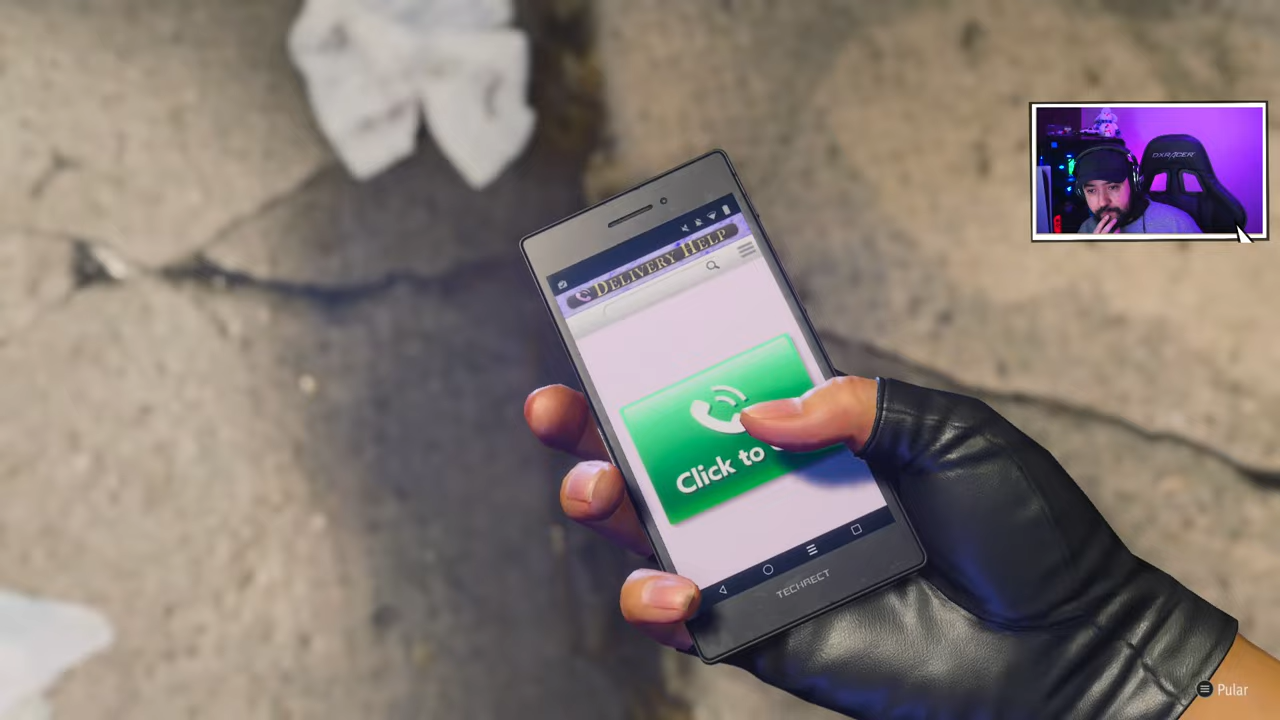 DELIVERY HELP
Click to
TECHRECT
DXRACER
Pular